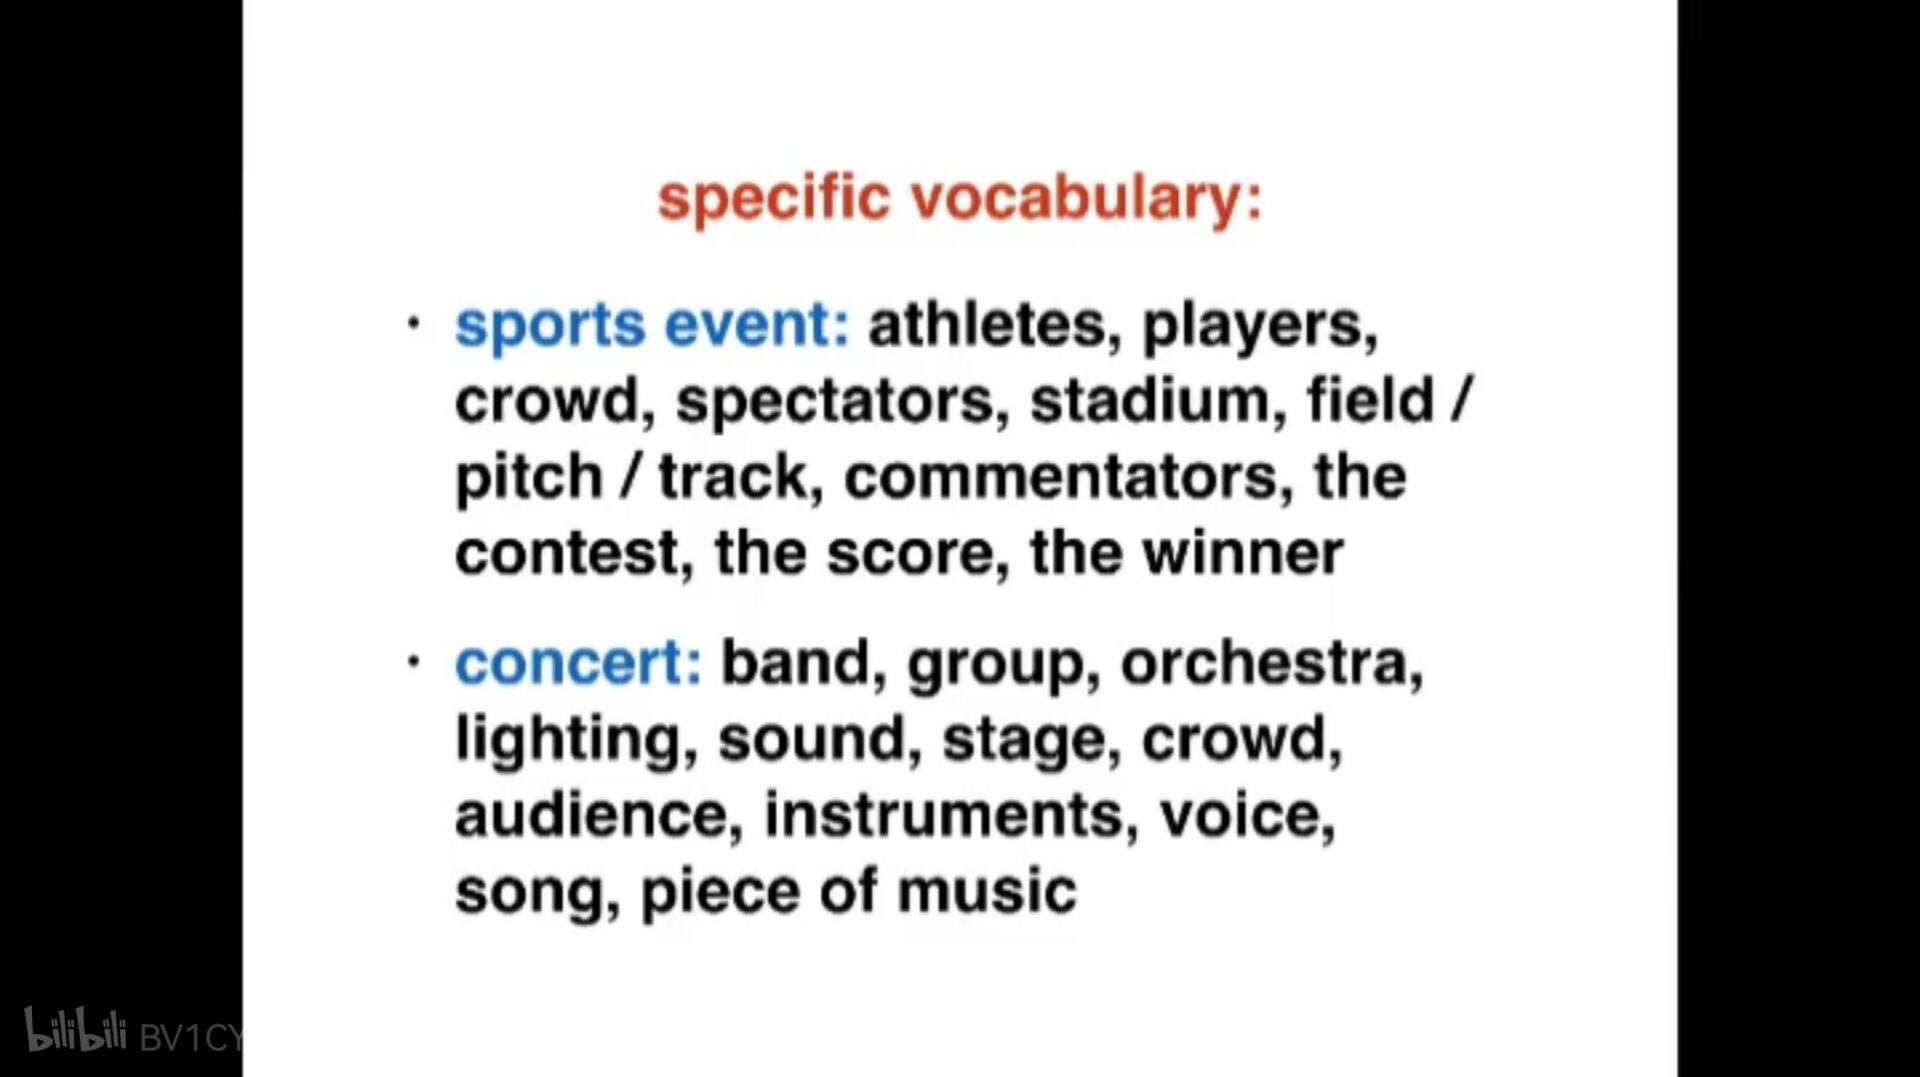 specific vocabulary:
· sports event: athletes, players,
crowd, spectators, stadium, field /
pitch / track, commentators, the
contest, the score, the winner
· concert: band, group, orchestra,
lighting, sound, stage, crowd,
audience, instruments, voice,
song, piece of music
bilibili BV1CY